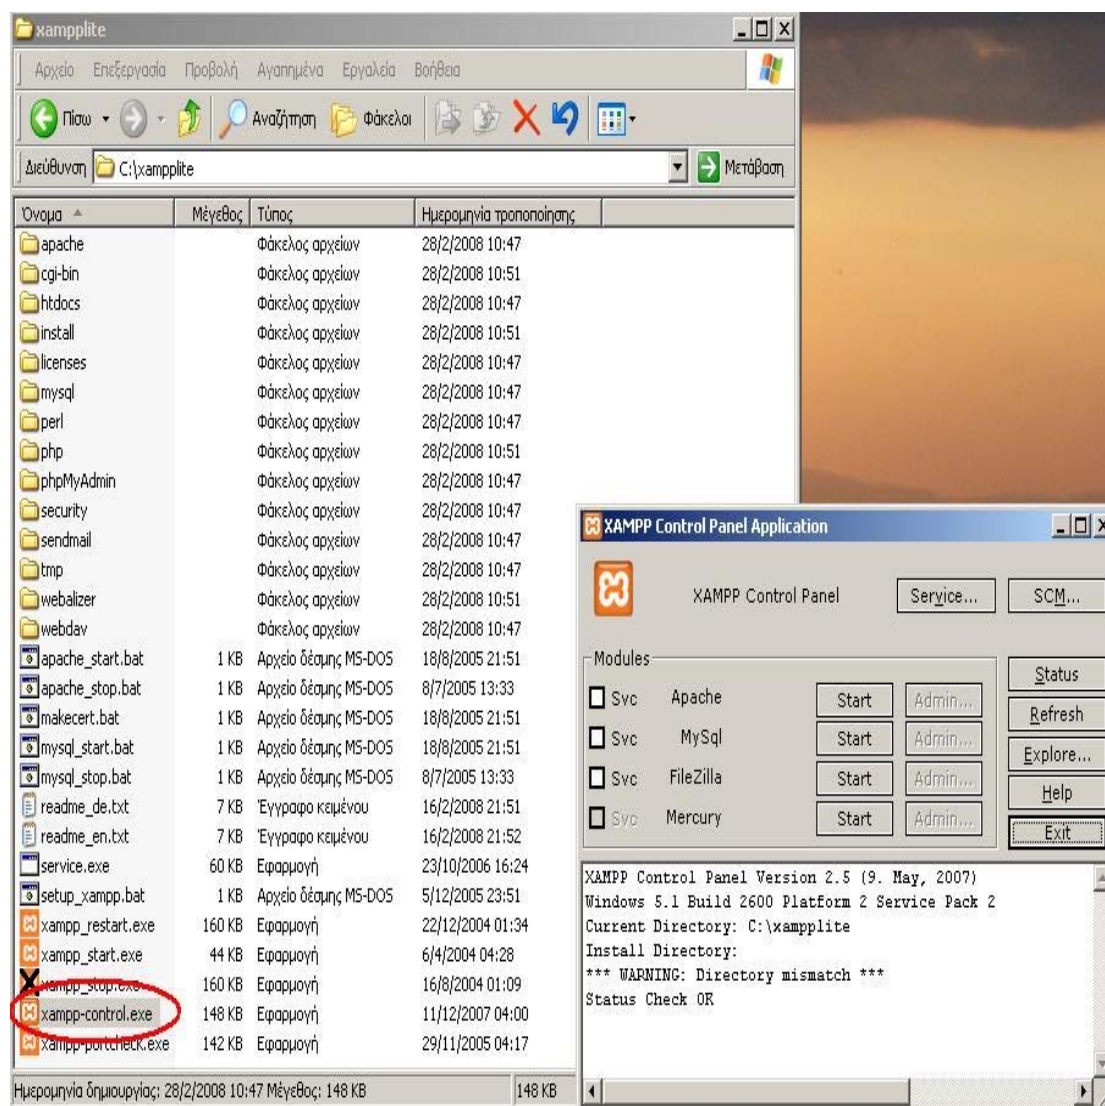 xampplite
Αρχείο Επεξεργασία Προβολή Αγαπημένα Εργαλεία Βοήθεια
Πίσω Αναζήτηση Φάκελοι
Διεύθυνση C:\xampplite Μετάβαση
Όνομα Μέγεθος Τύπος Ημερομηνία τροποποίησης
apache Φάκελος αρχείων 28/2/2008 10:47
cgi-bin Φάκελος αρχείων 28/2/2008 10:51
htdocs Φάκελος αρχείων 28/2/2008 10:47
install Φάκελος αρχείων 28/2/2008 10:51
licenses Φάκελος αρχείων 28/2/2008 10:47
mysql Φάκελος αρχείων 28/2/2008 10:47
perl Φάκελος αρχείων 28/2/2008 10:47
php Φάκελος αρχείων 28/2/2008 10:51
phpMyAdmin Φάκελος αρχείων 28/2/2008 10:47
security Φάκελος αρχείων 28/2/2008 10:47
sendmail Φάκελος αρχείων 28/2/2008 10:47
tmp Φάκελος αρχείων 28/2/2008 10:47
webalizer Φάκελος αρχείων 28/2/2008 10:51
webdav Φάκελος αρχείων 28/2/2008 10:47
apache_start.bat 1 KB Αρχείο δέσμης MS-DOS 18/8/2005 21:51
apache_stop.bat 1 KB Αρχείο δέσμης MS-DOS 8/7/2005 13:33
makecert.bat 1 KB Αρχείο δέσμης MS-DOS 18/8/2005 21:51
mysql_start.bat 1 KB Αρχείο δέσμης MS-DOS 18/8/2005 21:51
mysql_stop.bat 1 KB Αρχείο δέσμης MS-DOS 8/7/2005 13:33
readme_de.txt 7 KB Έγγραφο κειμένου 16/2/2008 21:51
readme_en.txt 7 KB Έγγραφο κειμένου 16/2/2008 21:52
service.exe 60 KB Εφαρμογή 23/10/2006 16:24
setup_xampp.bat 1 KB Αρχείο δέσμης MS-DOS 5/12/2005 23:51
xampp_restart.exe 160 KB Εφαρμογή 22/12/2004 01:34
xampp_start.exe 44 KB Εφαρμογή 6/4/2004 04:28
xampp_stop.exe 160 KB Εφαρμογή 16/8/2004 01:09
xampp-control.exe 148 KB Εφαρμογή 11/12/2007 04:00
xampp-portcheck.exe 142 KB Εφαρμογή 29/11/2005 04:17
Ημερομηνία δημιουργίας: 28/2/2008 10:47 Μέγεθος: 148 KB 148 KB
XAMPP Control Panel Application
XAMPP Control Panel Service... SCM...
Modules
Svc Apache Start Admin...
Svc MySql Start Admin...
Svc FileZilla Start Admin...
Svc Mercury Start Admin...
Status
Refresh
Explore...
Help
Exit
XAMPP Control Panel Version 2.5 (9. May, 2007)
Windows 5.1 Build 2600 Platform 2 Service Pack 2
Current Directory: C:\xampplite
Install Directory:
*** WARNING: Directory mismatch ***
Status Check OK